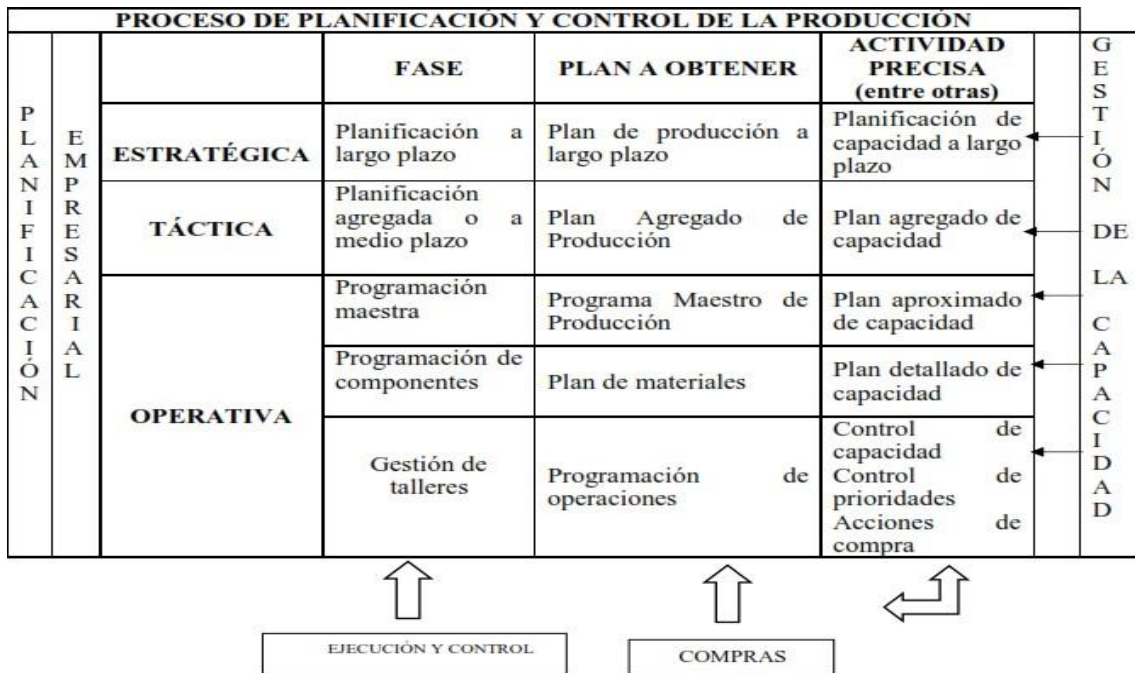 PROCESO DE PLANIFICACIÓN Y CONTROL DE LA PRODUCCIÓN
PLANIFICACIÓN
EMPRESARIAL
FASE
PLAN A OBTENER
ACTIVIDAD
PRECISA
(entre otras)
ESTRATÉGICA
Planificación a
largo plazo
Plan de producción a
largo plazo
Planificación de
capacidad a largo
plazo
TÁCTICA
Planificación
agregada o a
medio plazo
Plan Agregado de
Producción
Plan agregado de
capacidad
OPERATIVA
Programación
maestra
Programa Maestro de
Producción
Plan aproximado
de capacidad
Programación de
componentes
Plan de materiales
Plan detallado de
capacidad
Gestión de
talleres
Programación de
operaciones
Control de
capacidad
Control de
prioridades
Acciones de
compra
GESTIÓN DE LA CAPACIDAD
EJECUCIÓN Y CONTROL
COMPRAS